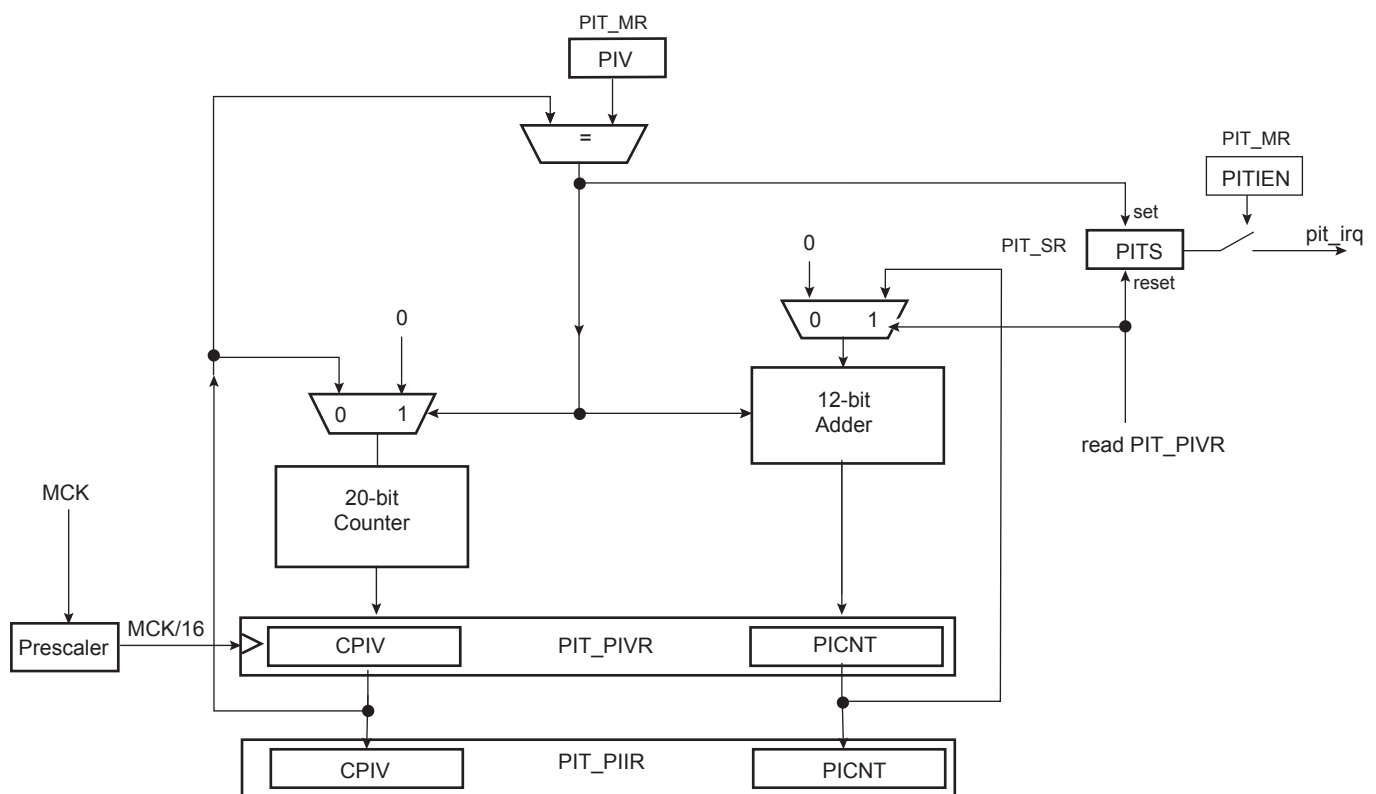 PIT_MR
PIV
=
PIT_MR
PITIEN
set
0
PIT_SR
PITS
pit_irq
reset
0
0 1
0 1
12-bit
Adder
read PIT_PIVR
MCK
20-bit
Counter
Prescaler
MCK/16
CPIV
PIT_PIVR
PICNT
CPIV
PIT_PIIR
PICNT